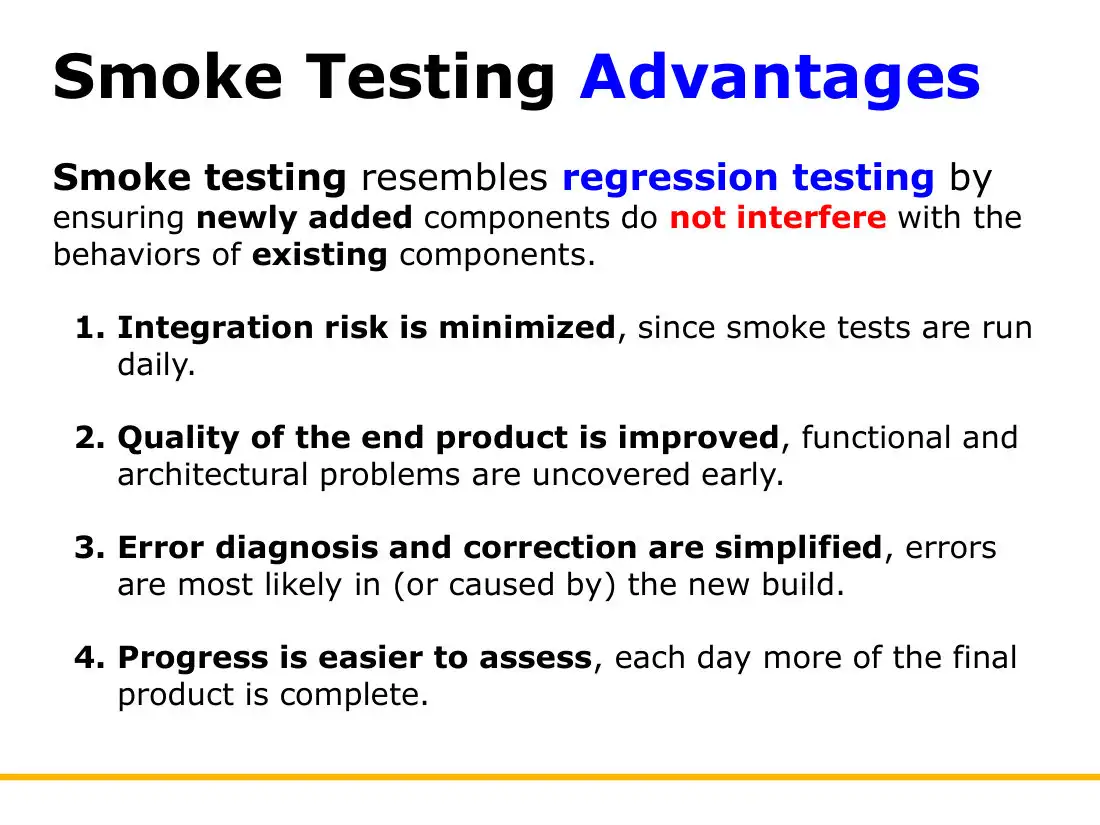 Smoke Testing Advantages
Smoke testing resembles regression testing by
ensuring newly added components do not interfere with the
behaviors of existing components.
1. Integration risk is minimized, since smoke tests are run
daily.
2. Quality of the end product is improved, functional and
architectural problems are uncovered early.
3. Error diagnosis and correction are simplified, errors
are most likely in (or caused by) the new build.
4. Progress is easier to assess, each day more of the final
product is complete.